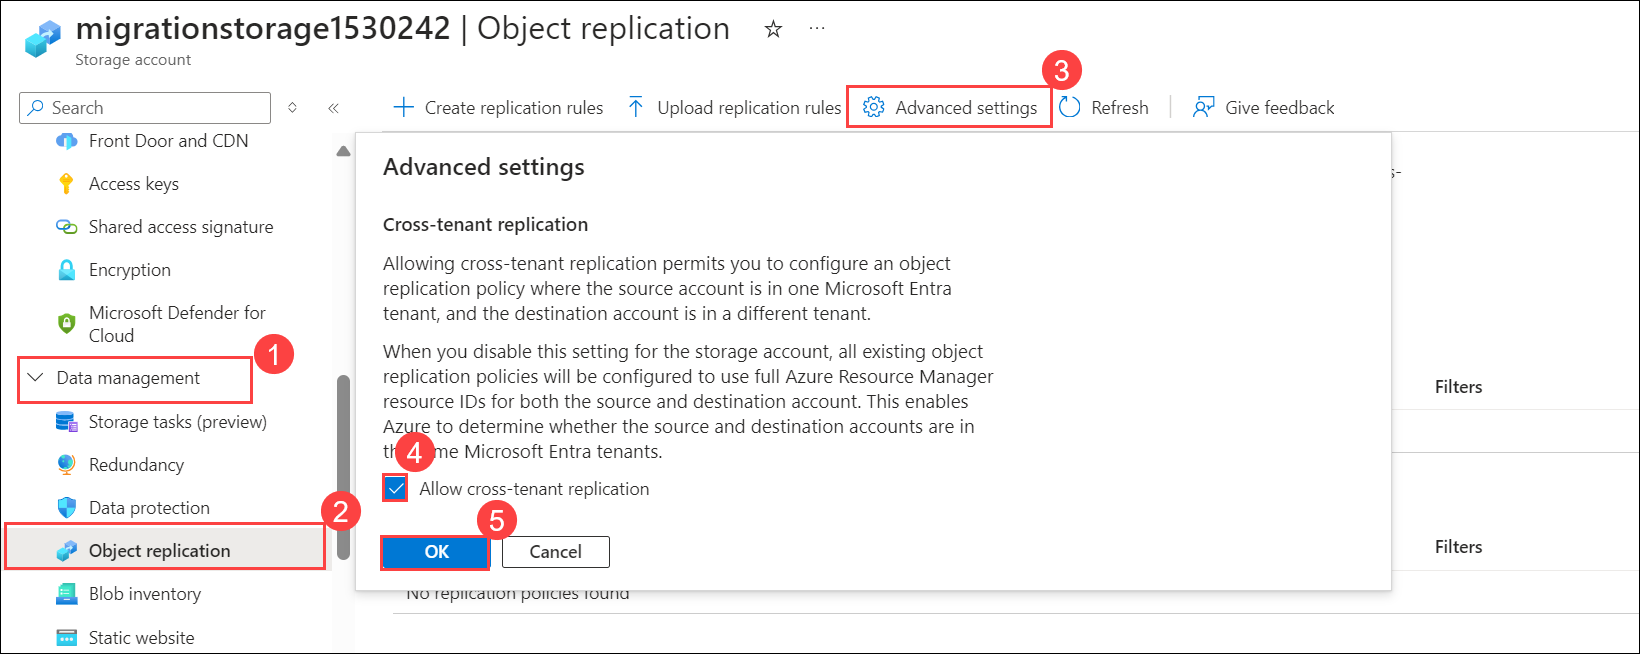 migrationstorage1530242 | Object replication
Storage account
Search
Create replication rules
Upload replication rules
Advanced settings
Refresh
Give feedback
3
Front Door and CDN
Access keys
Shared access signature
Encryption
Microsoft Defender for
Cloud
1
Data management
Storage tasks (preview)
Redundancy
Data protection
2
Object replication
Blob inventory
Static website
Advanced settings
Cross-tenant replication
Allowing cross-tenant replication permits you to configure an object
replication policy where the source account is in one Microsoft Entra
tenant, and the destination account is in a different tenant.
When you disable this setting for the storage account, all existing object
replication policies will be configured to use full Azure Resource Manager
resource IDs for both the source and destination account. This enables
Azure to determine whether the source and destination accounts are in
Microsoft Entra tenants.
4
Allow cross-tenant replication
5
OK
Cancel
s-
Filters
Filters
No replication policies found